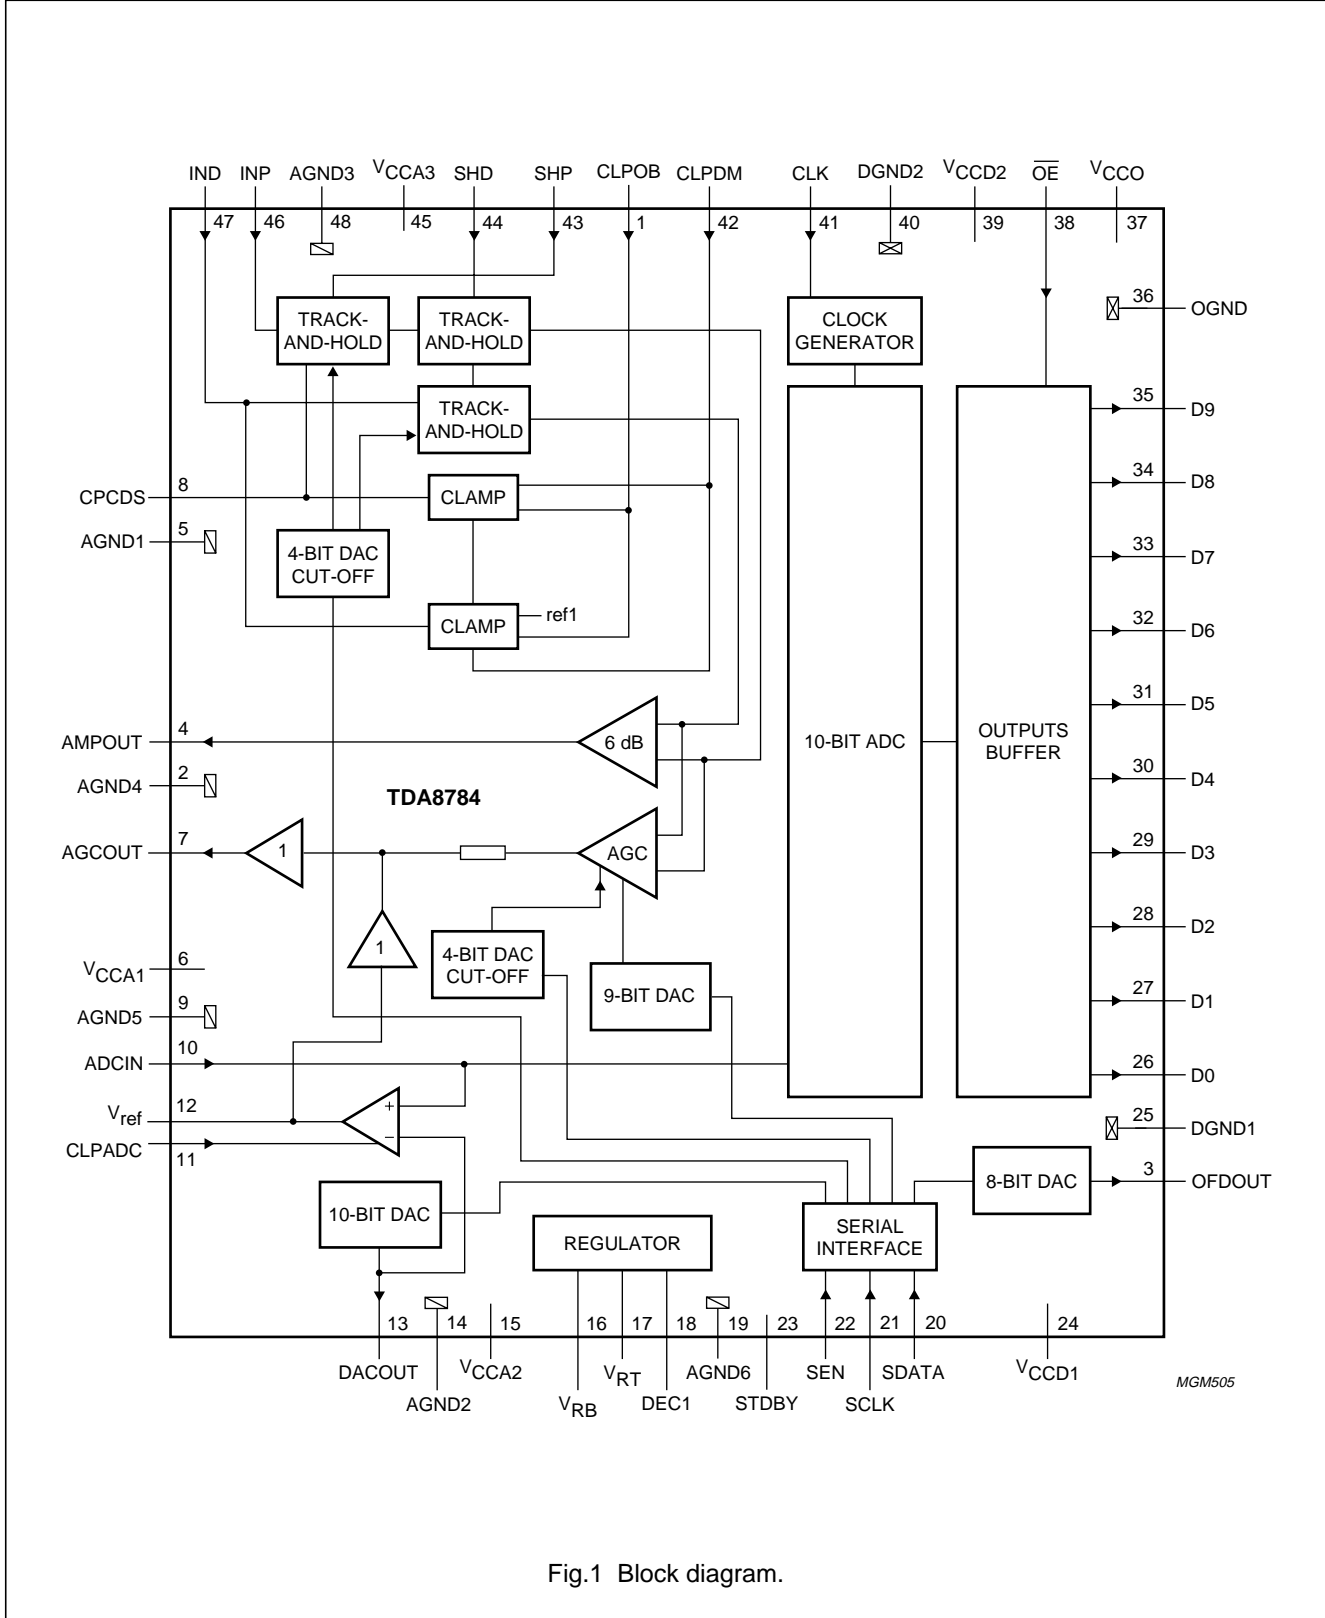 IND INP AGND3 VCCA3 SHD SHP CLPOB CLPDM CLK DGND2 VCCD2 OE VCCO
47 46 48 45 44 43 1 42 41 40 39 38 37
36 OGND
TRACK-
AND-HOLD
TRACK-
AND-HOLD
CLOCK
GENERATOR
TRACK-
AND-HOLD
35 D9
CPCDS 8
CLAMP
34 D8
AGND1 5
4-BIT DAC
CUT-OFF
33 D7
CLAMP
ref1
32 D6
31 D5
AMPOUT 4
6 dB
10-BIT ADC
OUTPUTS
BUFFER
AGND4 2
30 D4
TDA8784
AGCOUT 7
1
AGC
29 D3
1
4-BIT DAC
CUT-OFF
28 D2
VCCA1 6
9-BIT DAC
27 D1
AGND5 9
ADCIN 10
26 D0
Vref 12
+
−
25 DGND1
CLPADC 11
8-BIT DAC
3 OFDOUT
10-BIT DAC
REGULATOR
SERIAL
INTERFACE
13 14 15 16 17 18 19 23 22 21 20 24
DACOUT AGND2 VCCA2 VRB VRT DEC1 AGND6 STDBY SEN SCLK SDATA VCCD1
MGM505
Fig.1 Block diagram.